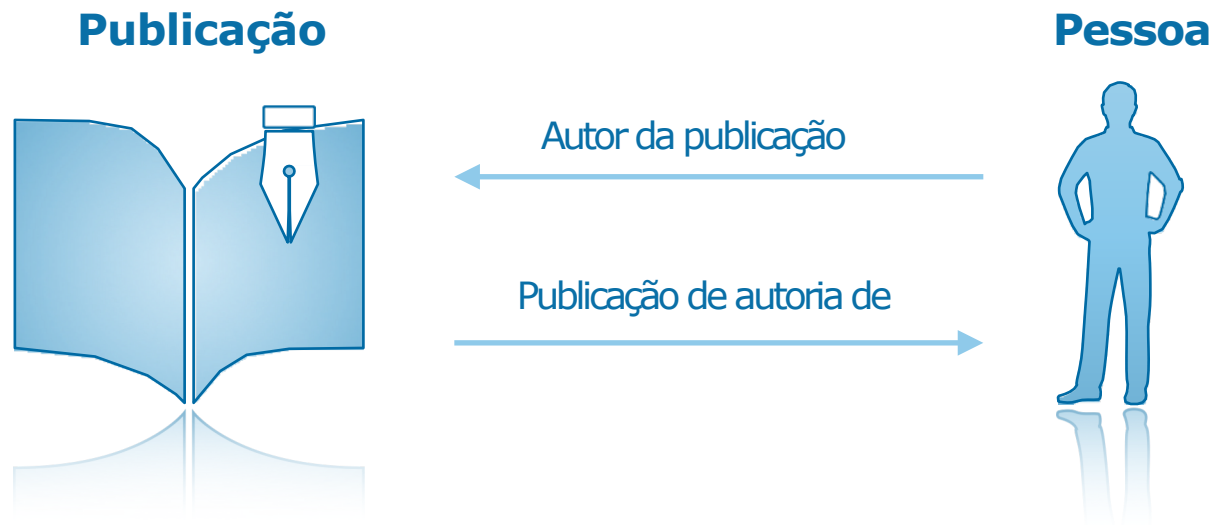 Publicação
Pessoa
Autor da publicação
Publicação de autoria de